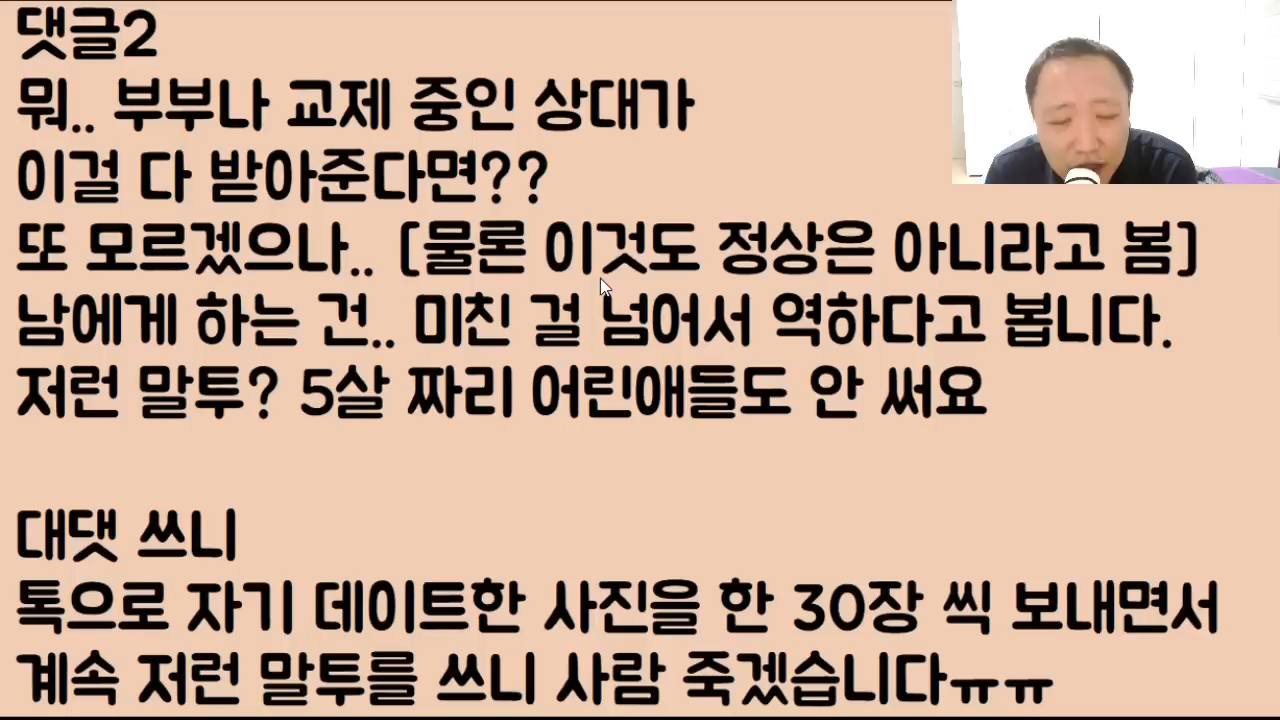 댓글2
뭐.. 부부나 교제 중인 상대가
이걸 다 받아준다면??
또 모르겠으나.. [물론 이것도 정상은 아니라고 봄]
남에게 하는 건.. 미친 걸 넘어서 역하다고 봅니다.
저런 말투? 5살 짜리 어린애들도 안 써요
대댓 쓰니
톡으로 자기 데이트한 사진을 한 30장 씩 보내면서
계속 저런 말투를 쓰니 사람 죽겠습니다ㅠㅠ